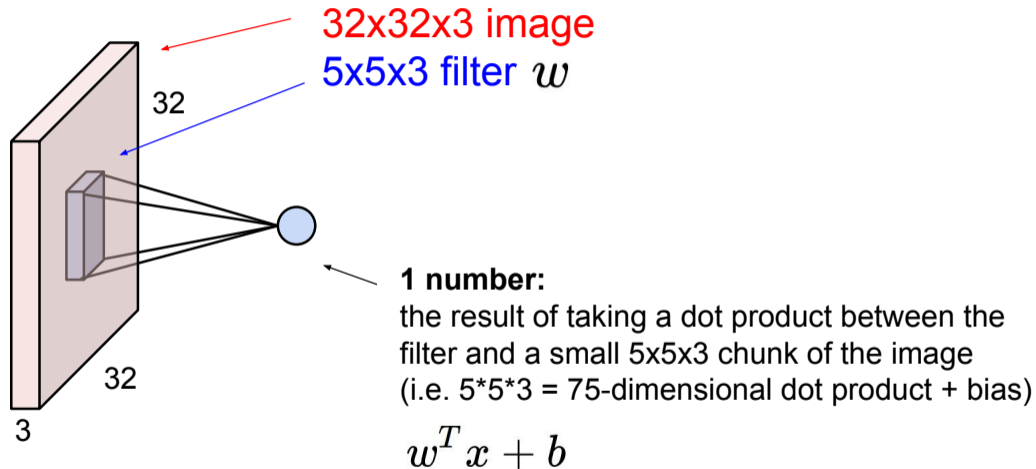 32x32x3 image
5x5x3 filter w
32
32
3
1 number:
the result of taking a dot product between the
filter and a small 5x5x3 chunk of the image
(i.e. 5*5*3 = 75-dimensional dot product + bias)
w^T x + b